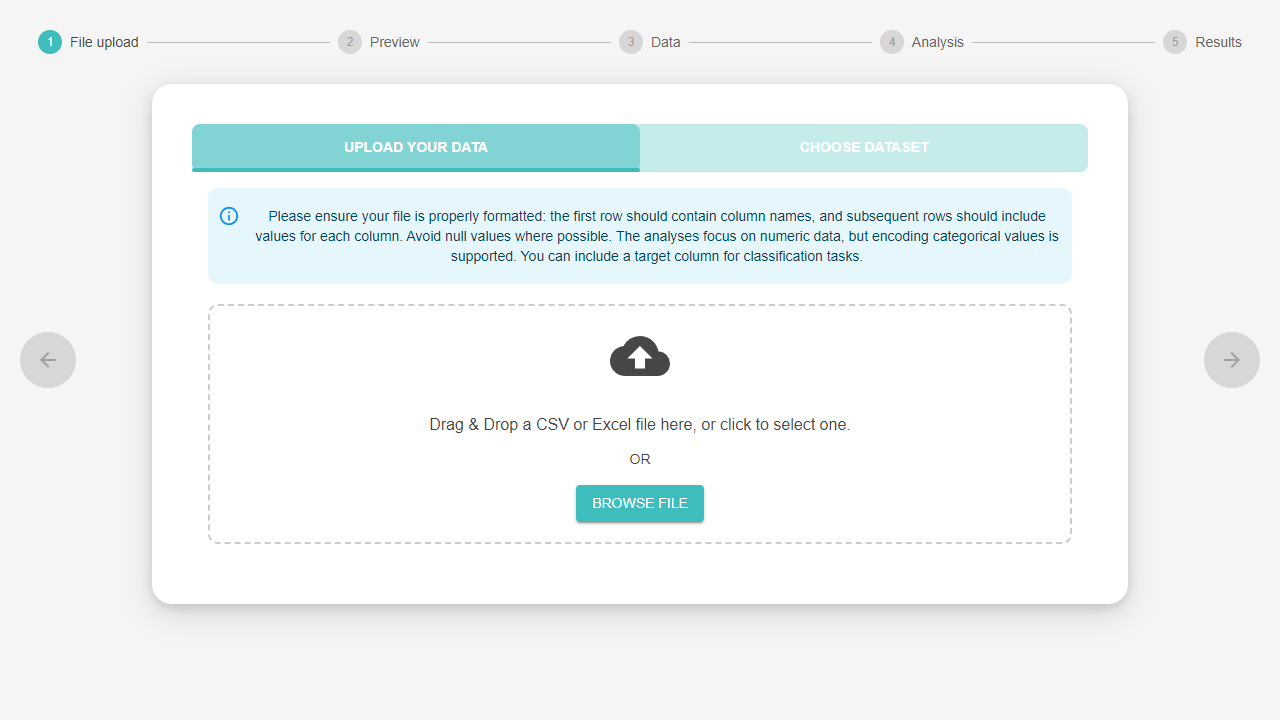 1 File upload 2 Preview 3 Data 4 Analysis 5 Results
UPLOAD YOUR DATA CHOOSE DATASET
Please ensure your file is properly formatted: the first row should contain column names, and subsequent rows should include
values for each column. Avoid null values where possible. The analyses focus on numeric data, but encoding categorical values is
supported. You can include a target column for classification tasks.
Drag & Drop a CSV or Excel file here, or click to select one.
OR
BROWSE FILE